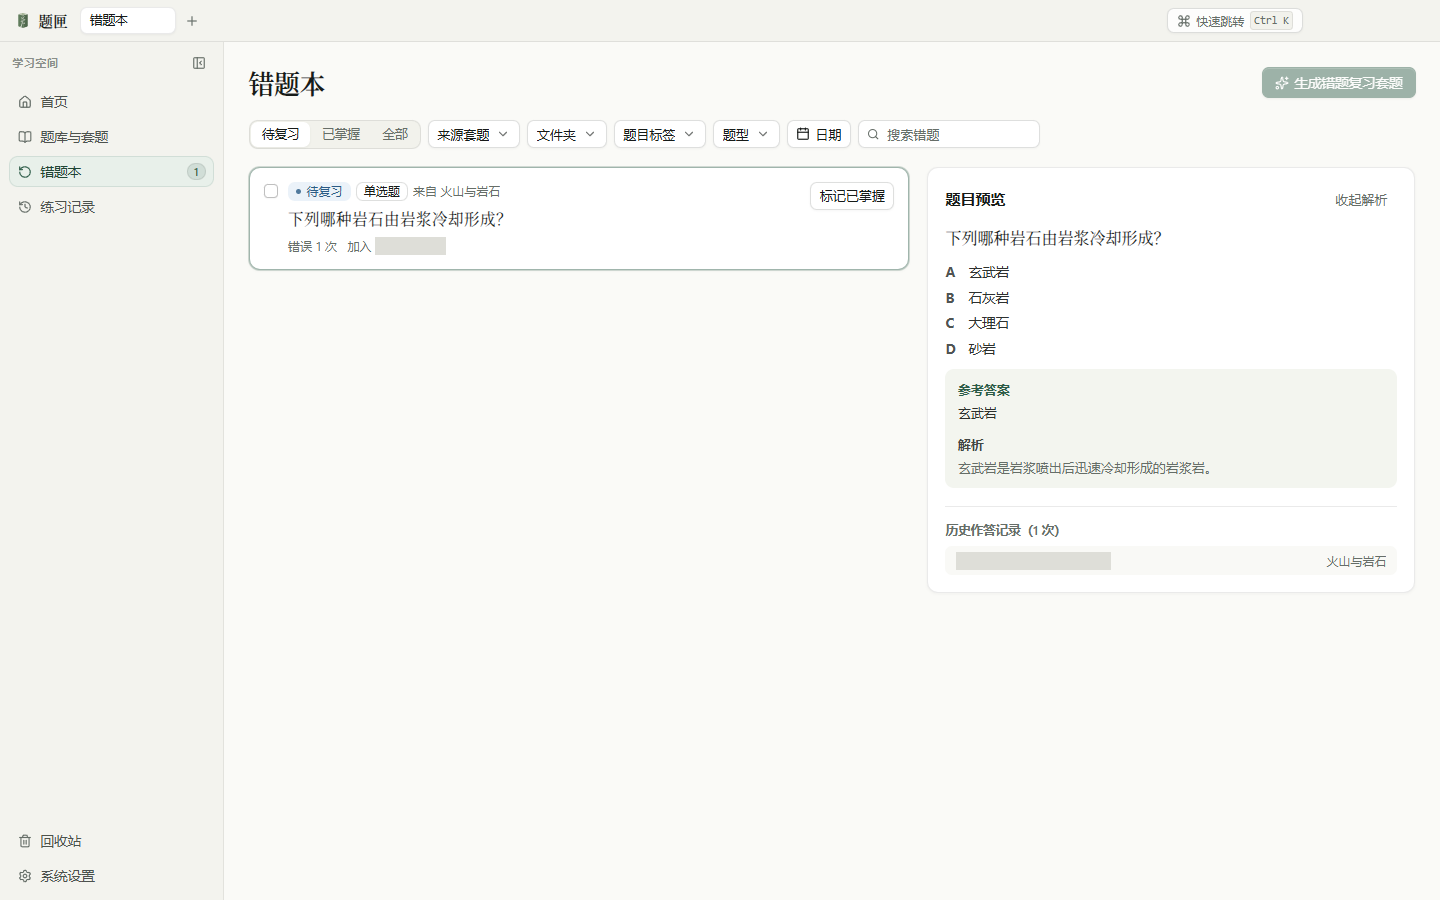 题匣 错题本 快速跳转 Ctrl K
学习空间
首页
题库与套题
错题本 1
练习记录
回收站
系统设置
错题本 生成错题复习套题
待复习 已掌握 全部 来源套题 文件夹 题目标签 题型 日期 搜索错题
待复习 单选题 来自 火山与岩石 标记已掌握
下列哪种岩石由岩浆冷却形成?
错误 1 次 加入
题目预览 收起解析
下列哪种岩石由岩浆冷却形成?
A 玄武岩
B 石灰岩
C 大理石
D 砂岩
参考答案
玄武岩
解析
玄武岩是岩浆喷出后迅速冷却形成的岩浆岩。
历史作答记录（1 次）
火山与岩石